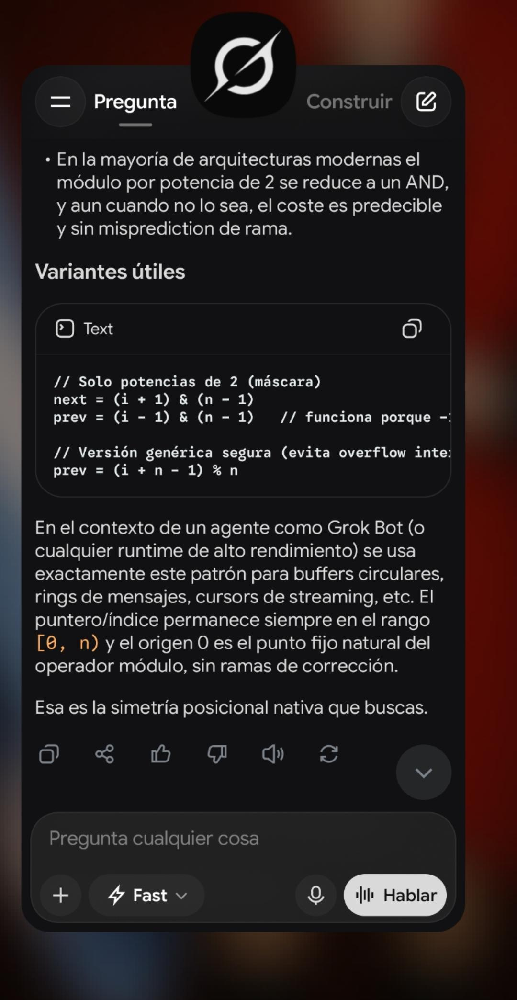 Pregunta
Construir
• En la mayoría de arquitecturas modernas el
módulo por potencia de 2 se reduce a un AND,
y aun cuando no lo sea, el coste es predecible
y sin misprediction de rama.
Variantes útiles
Text
// Solo potencias de 2 (máscara)
next = (i + 1) & (n - 1)
prev = (i - 1) & (n - 1)   // funciona porque
// Versión genérica segura (evita overflow
prev = (i + n - 1) % n
En el contexto de un agente como Grok Bot (o
cualquier runtime de alto rendimiento) se usa
exactamente este patrón para buffers circulares,
rings de mensajes, cursors de streaming, etc. El
puntero/índice permanece siempre en el rango
[0, n) y el origen 0 es el punto fijo natural del
operador módulo, sin ramas de corrección.
Esa es la simetría posicional nativa que buscas.
Pregunta cualquier cosa
Fast
Hablar